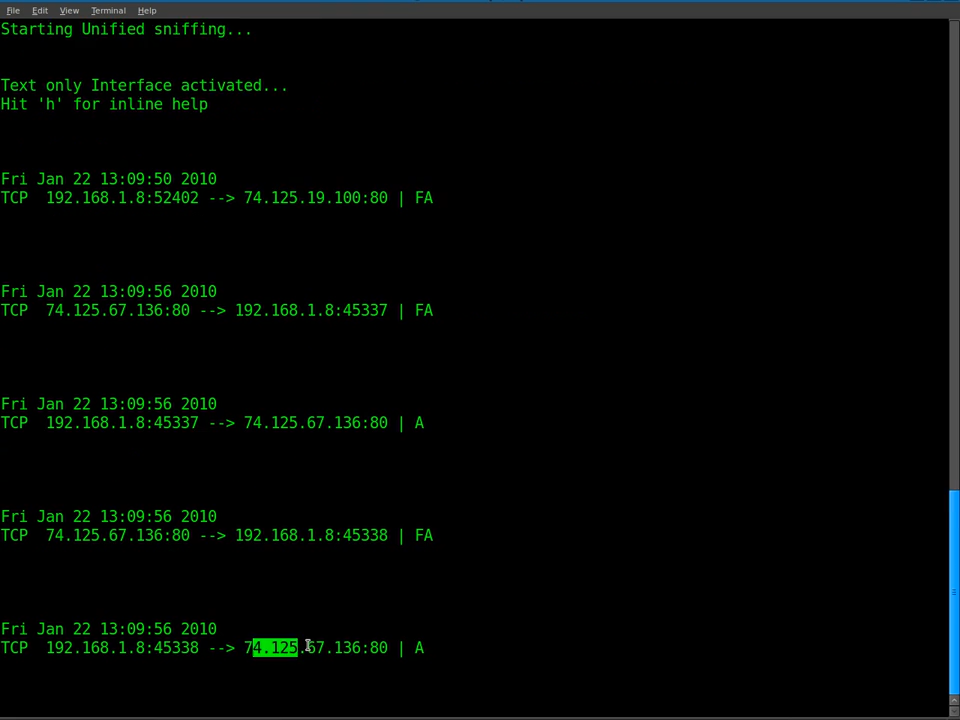 File Edit View Terminal Help
Starting Unified sniffing...
Text only Interface activated...
Hit 'h' for inline help
Fri Jan 22 13:09:50 2010
TCP  192.168.1.8:52402 --> 74.125.19.100:80 | FA
Fri Jan 22 13:09:56 2010
TCP  74.125.67.136:80 --> 192.168.1.8:45337 | FA
Fri Jan 22 13:09:56 2010
TCP  192.168.1.8:45337 --> 74.125.67.136:80 | A
Fri Jan 22 13:09:56 2010
TCP  74.125.67.136:80 --> 192.168.1.8:45338 | FA
Fri Jan 22 13:09:56 2010
TCP  192.168.1.8:45338 --> 74.125.67.136:80 | A